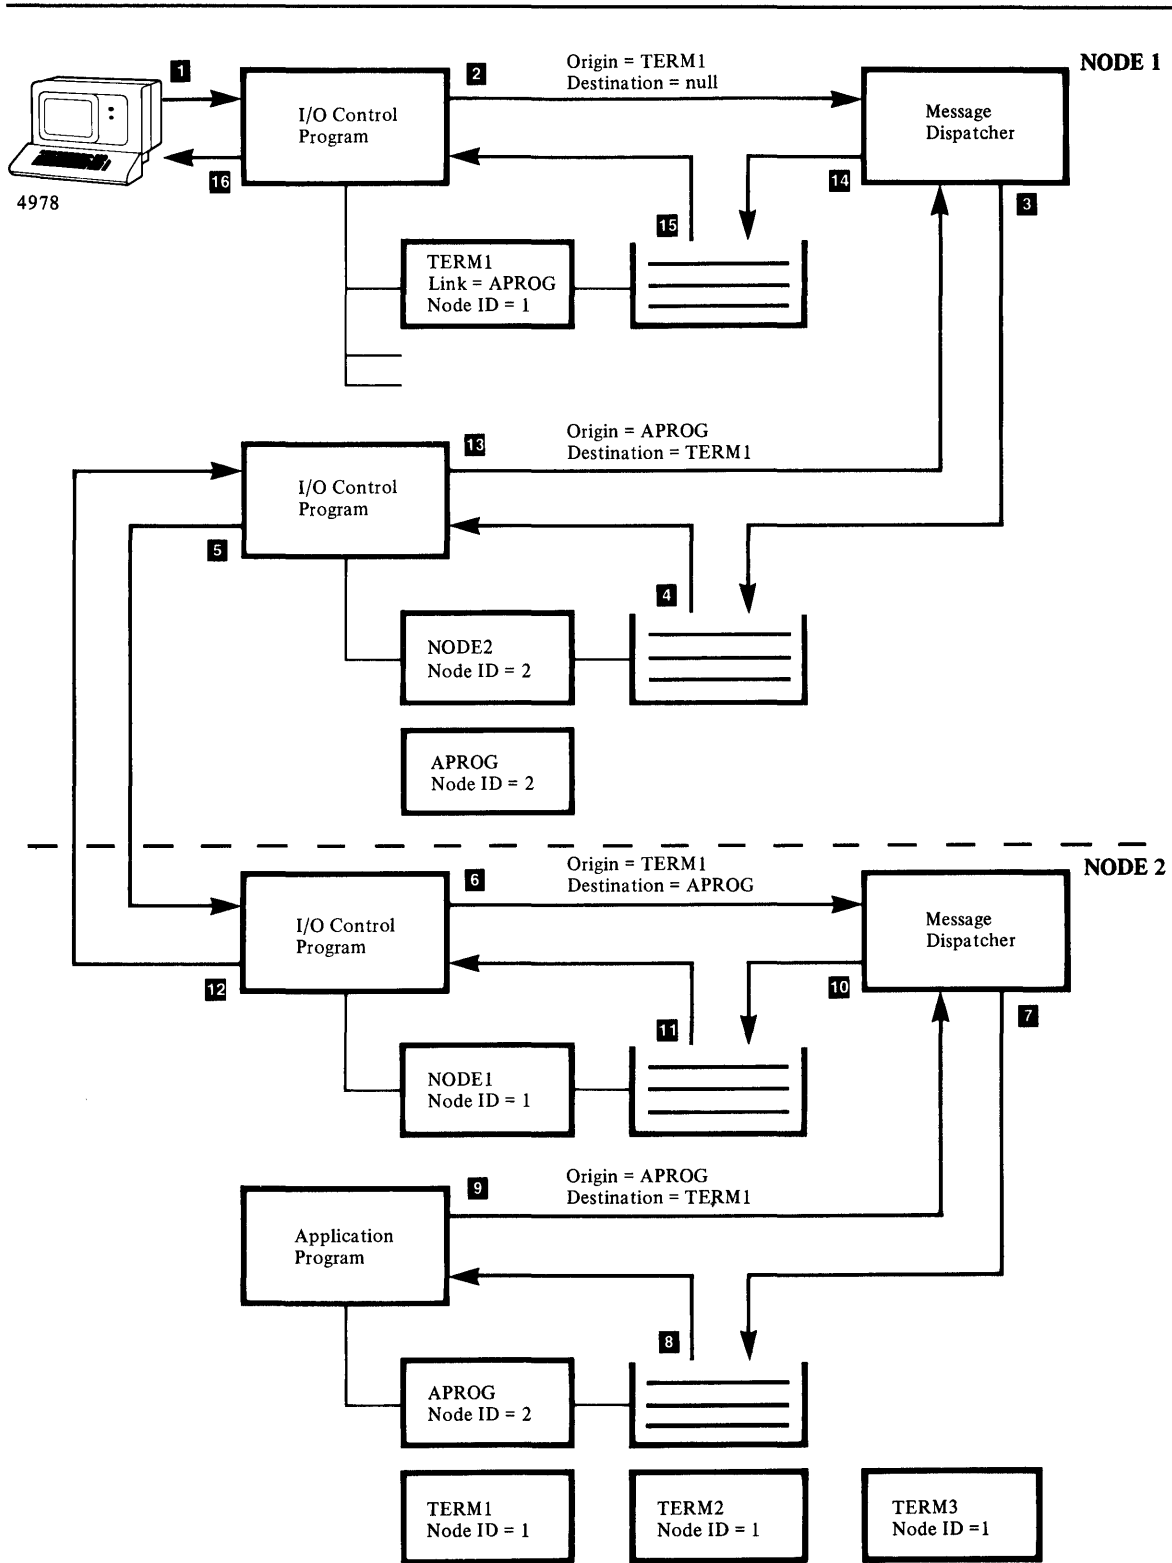 NODE 1
1
2
Origin = TERM1
Destination = null
I/O Control
Program
Message
Dispatcher
4978
16
15
14
3
TERM1
Link = APROG
Node ID = 1
13
Origin = APROG
Destination = TERM1
I/O Control
Program
5
4
NODE2
Node ID = 2
APROG
Node ID = 2
NODE 2
6
Origin = TERM1
Destination = APROG
I/O Control
Program
Message
Dispatcher
12
11
10
7
NODE1
Node ID = 1
9
Origin = APROG
Destination = TERM1
Application
Program
8
APROG
Node ID = 2
TERM1
Node ID = 1
TERM2
Node ID = 1
TERM3
Node ID =1